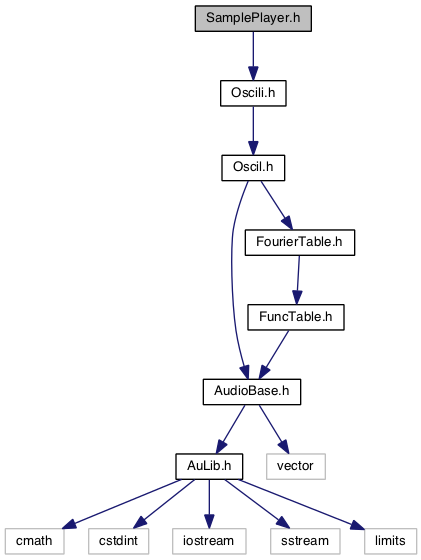 SamplePlayer.h
Oscili.h
Oscil.h
FourierTable.h
FuncTable.h
AudioBase.h
AuLib.h
vector
cmath
cstdint
iostream
sstream
limits